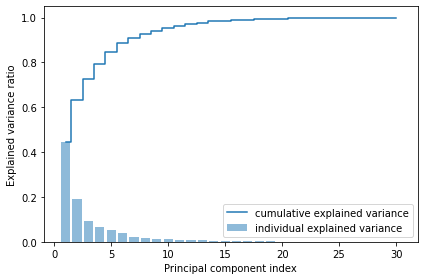 1.0
0.8
0.6
0.4
0.2
0.0
Explained variance ratio
cumulative explained variance
individual explained variance
0 5 10 15 20 25 30
Principal component index